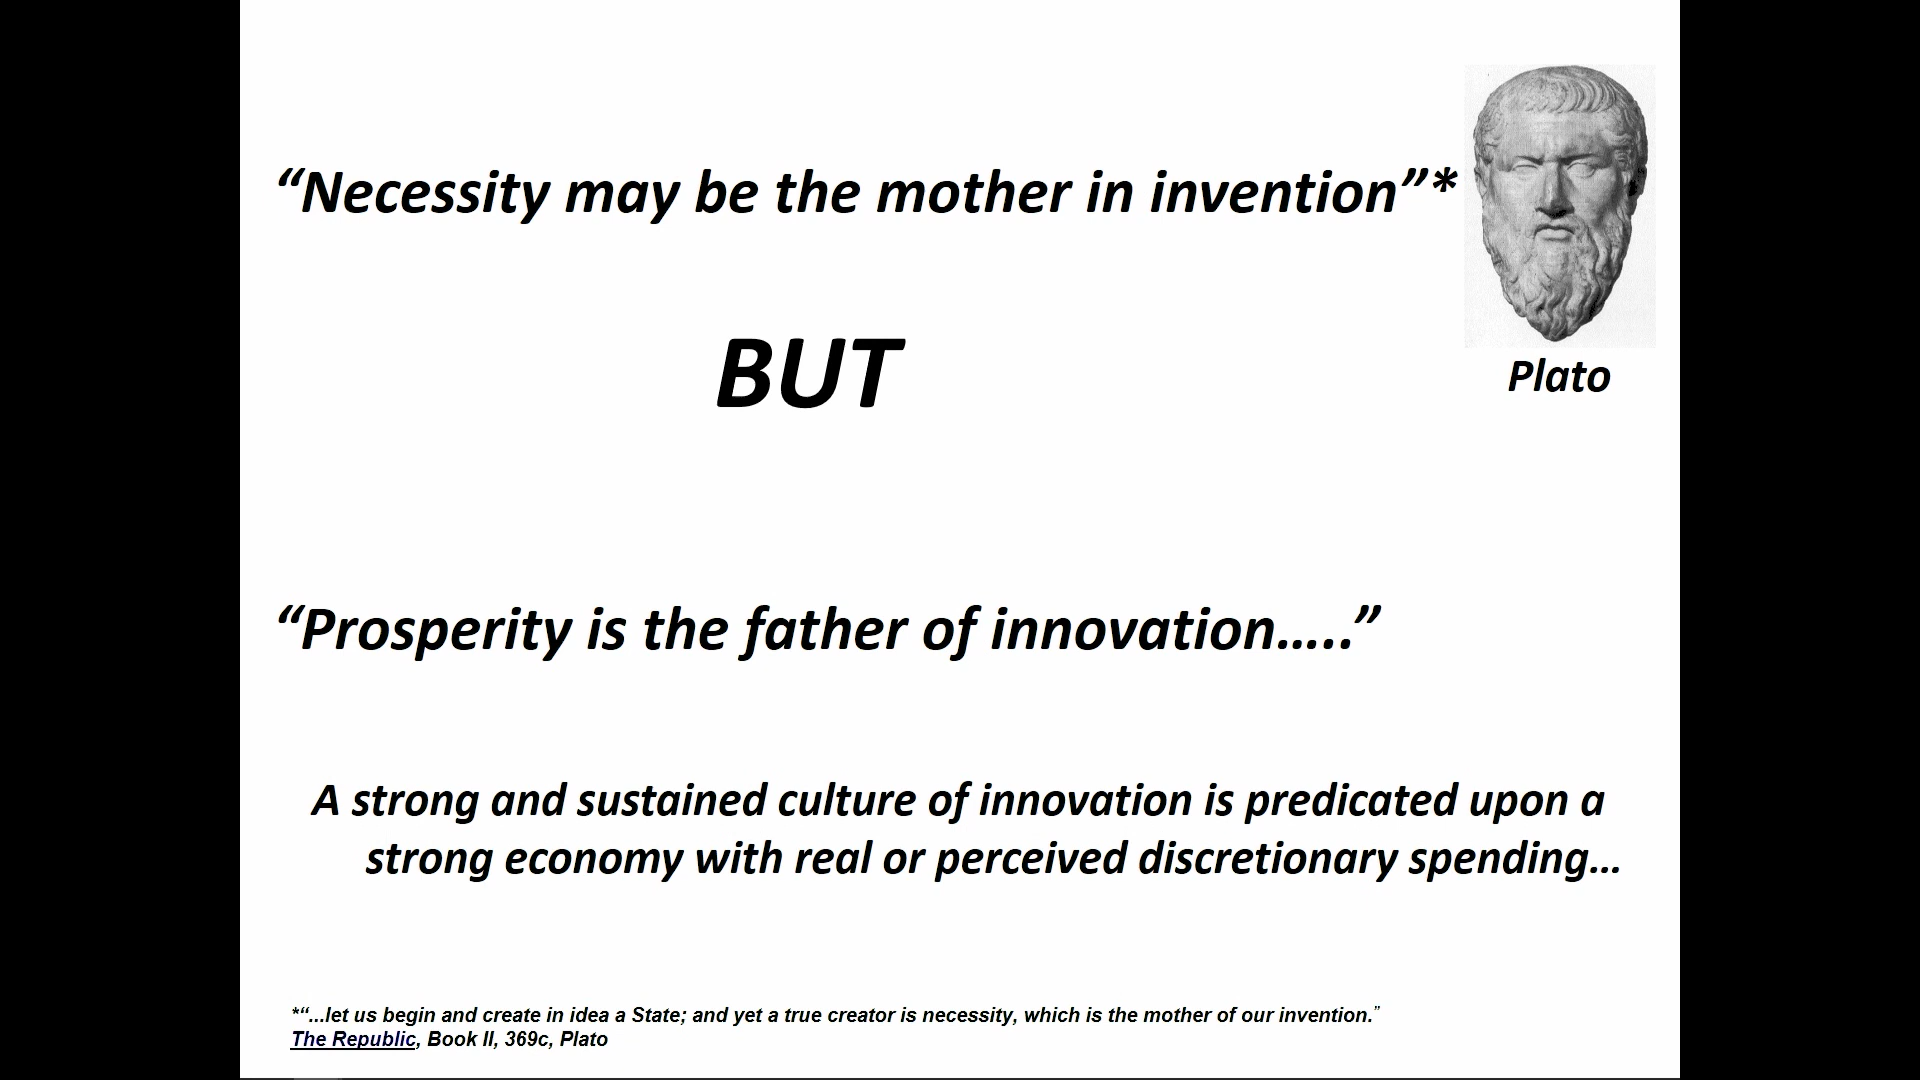 “Necessity may be the mother in invention”*
Plato
BUT
“Prosperity is the father of innovation…..”
A strong and sustained culture of innovation is predicated upon a
strong economy with real or perceived discretionary spending…
*“...let us begin and create in idea a State; and yet a true creator is necessity, which is the mother of our invention.”
The Republic, Book II, 369c, Plato